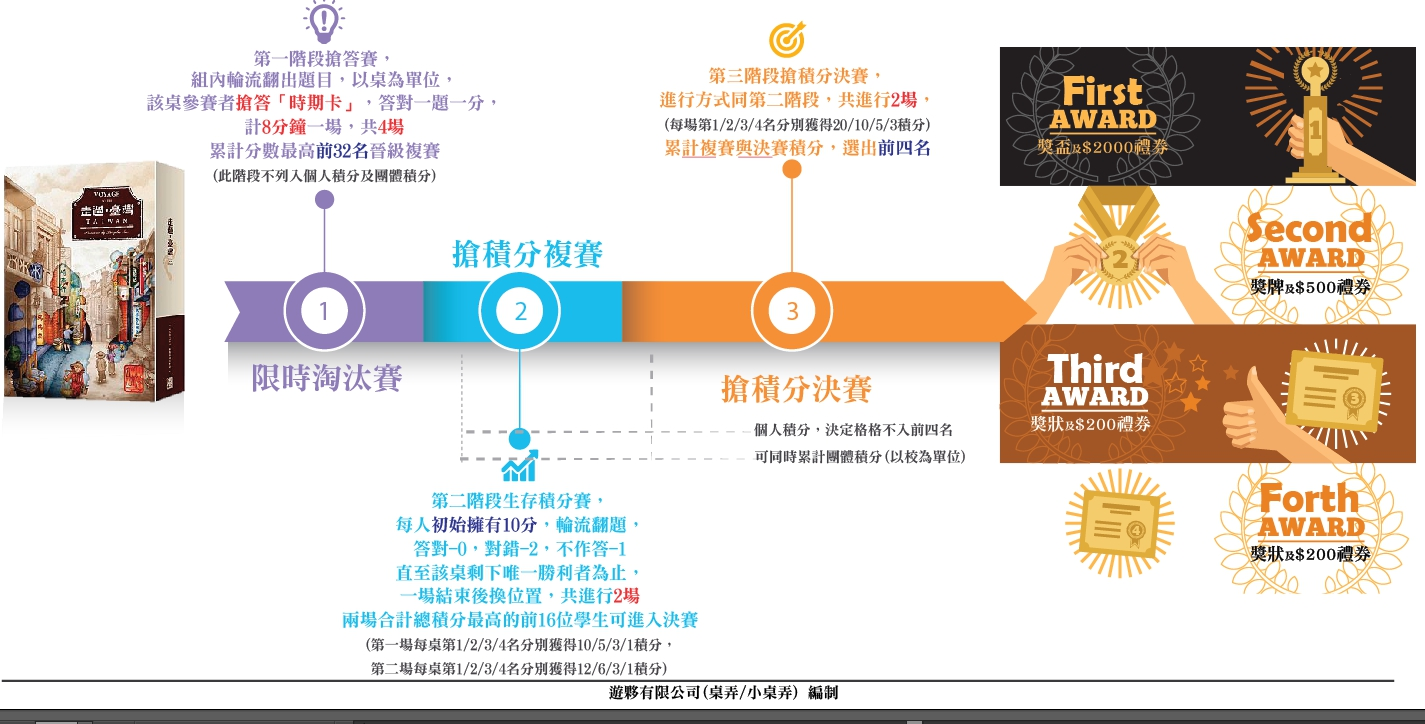 第一階段搶答賽，
組內輪流翻出題目，以桌為單位，
該桌參賽者搶答「時期卡」，答對一題一分，
計8分鐘一場，共4場
累計分數最高前32名晉級複賽
(此階段不列入個人積分及團體積分)
VOYAGE
走過·臺灣
TAIWAN
走過·臺灣
1
限時淘汰賽
搶積分複賽
2
第二階段生存積分賽，
每人初始擁有10分，輪流翻題，
答對-0，對錯-2，不作答-1
直至該桌剩下唯一勝利者為止，
一場結束後換位置，共進行2場
兩場合計總積分最高的前16位學生可進入決賽
(第一場每桌第1/2/3/4名分別獲得10/5/3/1積分，
第二場每桌第1/2/3/4名分別獲得12/6/3/1積分)
第三階段搶積分決賽，
進行方式同第二階段，共進行2場，
(每場第1/2/3/4名分別獲得20/10/5/3積分)
累計複賽與決賽積分，選出前四名
3
搶積分決賽
個人積分，決定格格不入前四名
可同時累計團體積分(以校為單位)
First
AWARD
獎盃及$2000禮券
1
2
Second
AWARD
獎牌及$500禮券
Third
AWARD
獎狀及$200禮券
3
4
Forth
AWARD
獎狀及$200禮券
遊夥有限公司(桌弄/小桌弄) 編制